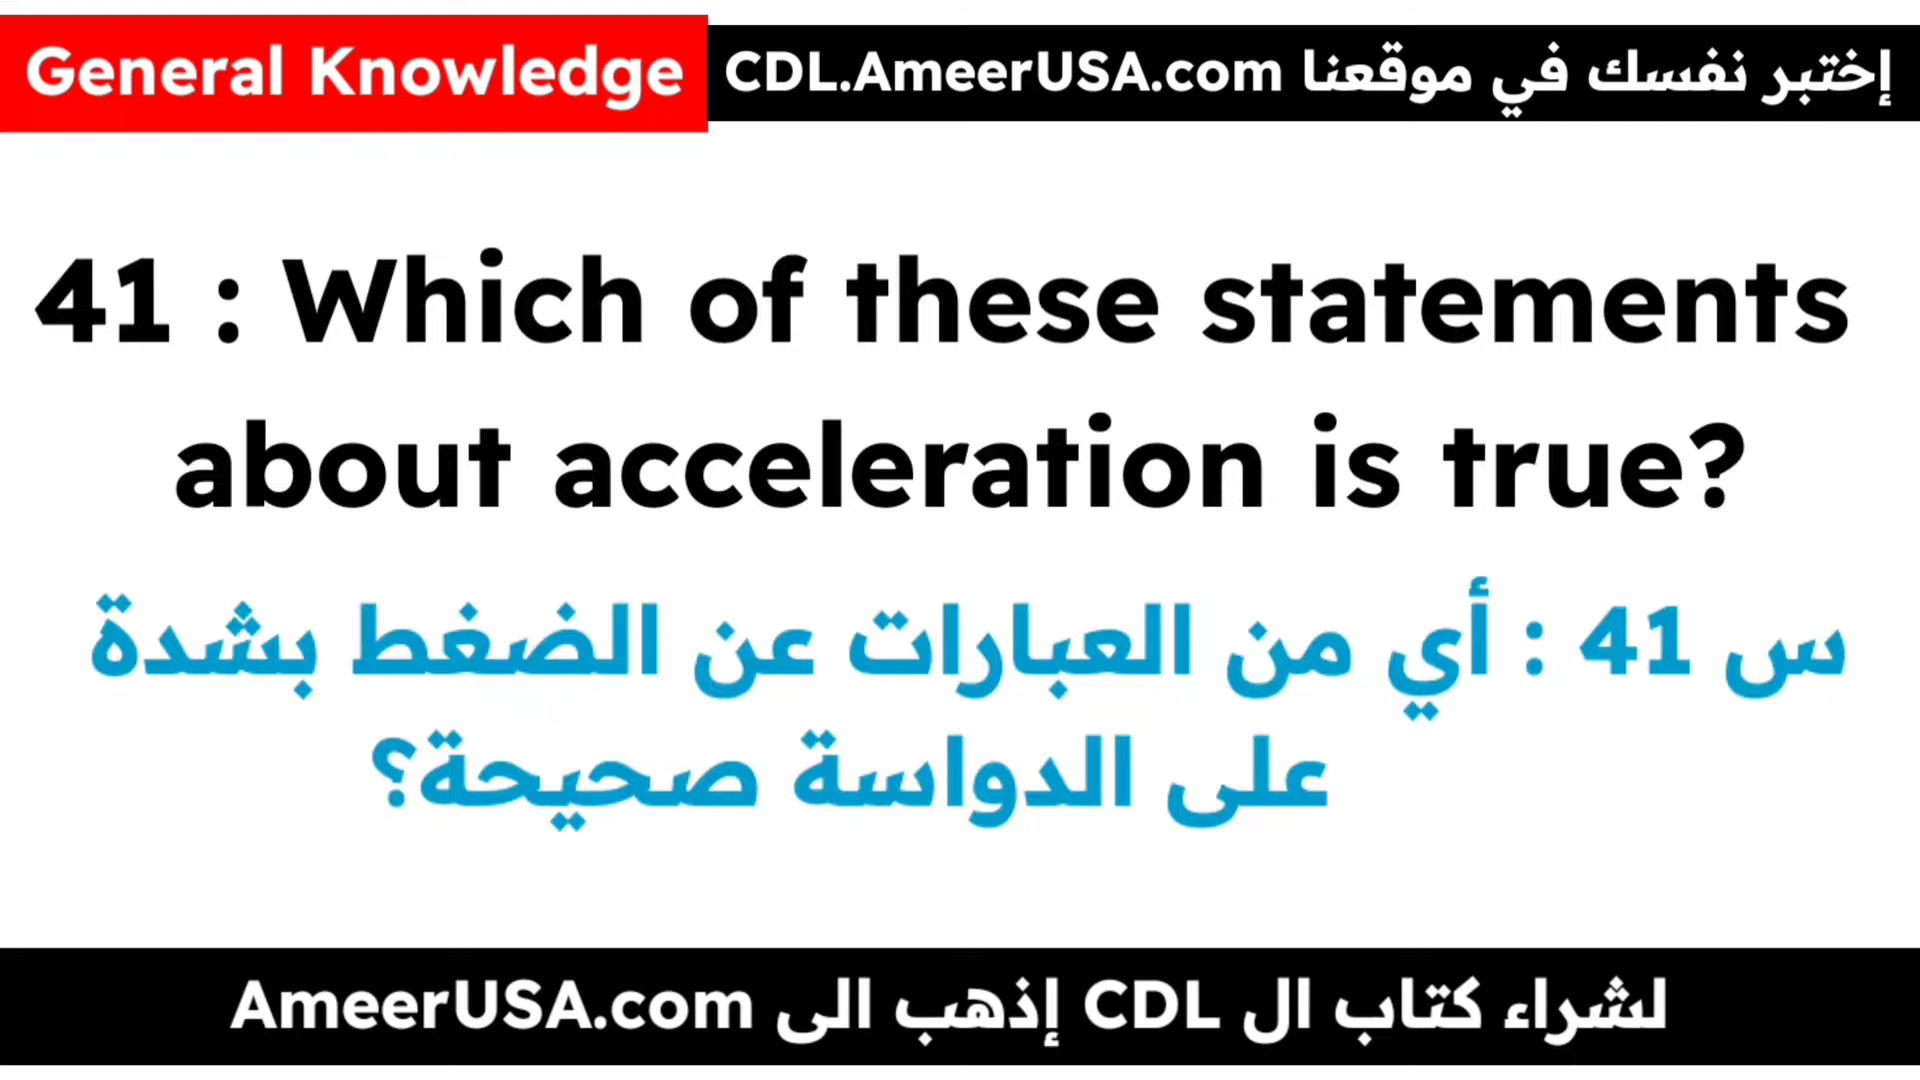 General Knowledge
إختبر نفسك في موقعنا CDL.AmeerUSA.com
41 : Which of these statements
about acceleration is true?
س 41 : أي من العبارات عن الضغط بشدة
على الدواسة صحيحة؟
لشراء كتاب ال CDL إذهب الى AmeerUSA.com